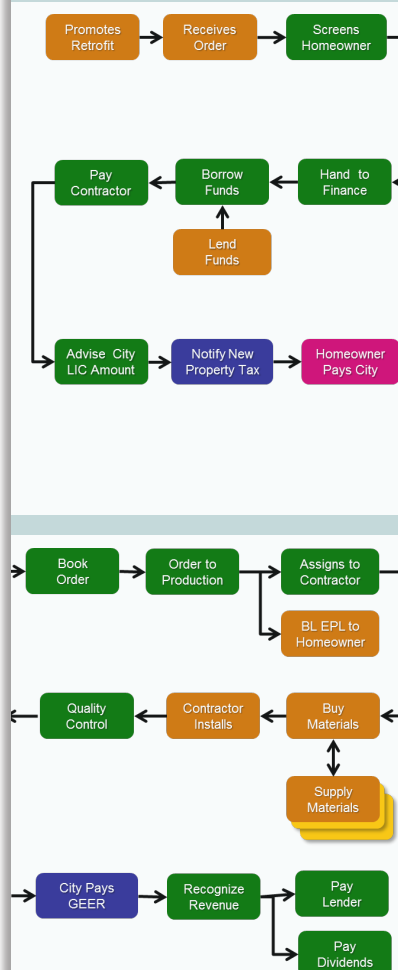 Promotes
Retrofit
Receives
Order
Screens
Homeowner
Pay
Contractor
Borrow
Funds
Hand to
Finance
Lend
Funds
Advise City
LIC Amount
Notify New
Property Tax
Homeowner
Pays City
Book
Order
Order to
Production
Assigns to
Contractor
BL EPL to
Homeowner
Quality
Control
Contractor
Installs
Buy
Materials
Supply
Materials
City Pays
GEER
Recognize
Revenue
Pay
Lender
Pay
Dividends